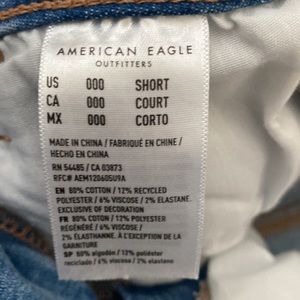 AMERICAN EAGLE
OUTFITTERS
US 000 SHORT
CA 000 COURT
MX 000 CORTO
MADE IN CHINA / FABRIQUÉ EN CHINE /
HECHO EN CHINA
RN 54485 / CA 03873
RFC# AEM1206059A
EN 80% COTTON / 12% RECYCLED
POLYESTER / 6% VISCOSE / 2% ELASTANE.
EXCLUSIVE OF DECORATION
FR 80% COTON / 12% POLYESTER
RÉGÉNÉRÉ / 6% VISCOSE /
2% ÉLASTHANNE. À L'EXCEPTION DE LA
GARNITURE
SP 80% algodón / 12% poliéster
reciclado / 6% viscosa / 2% elastano.